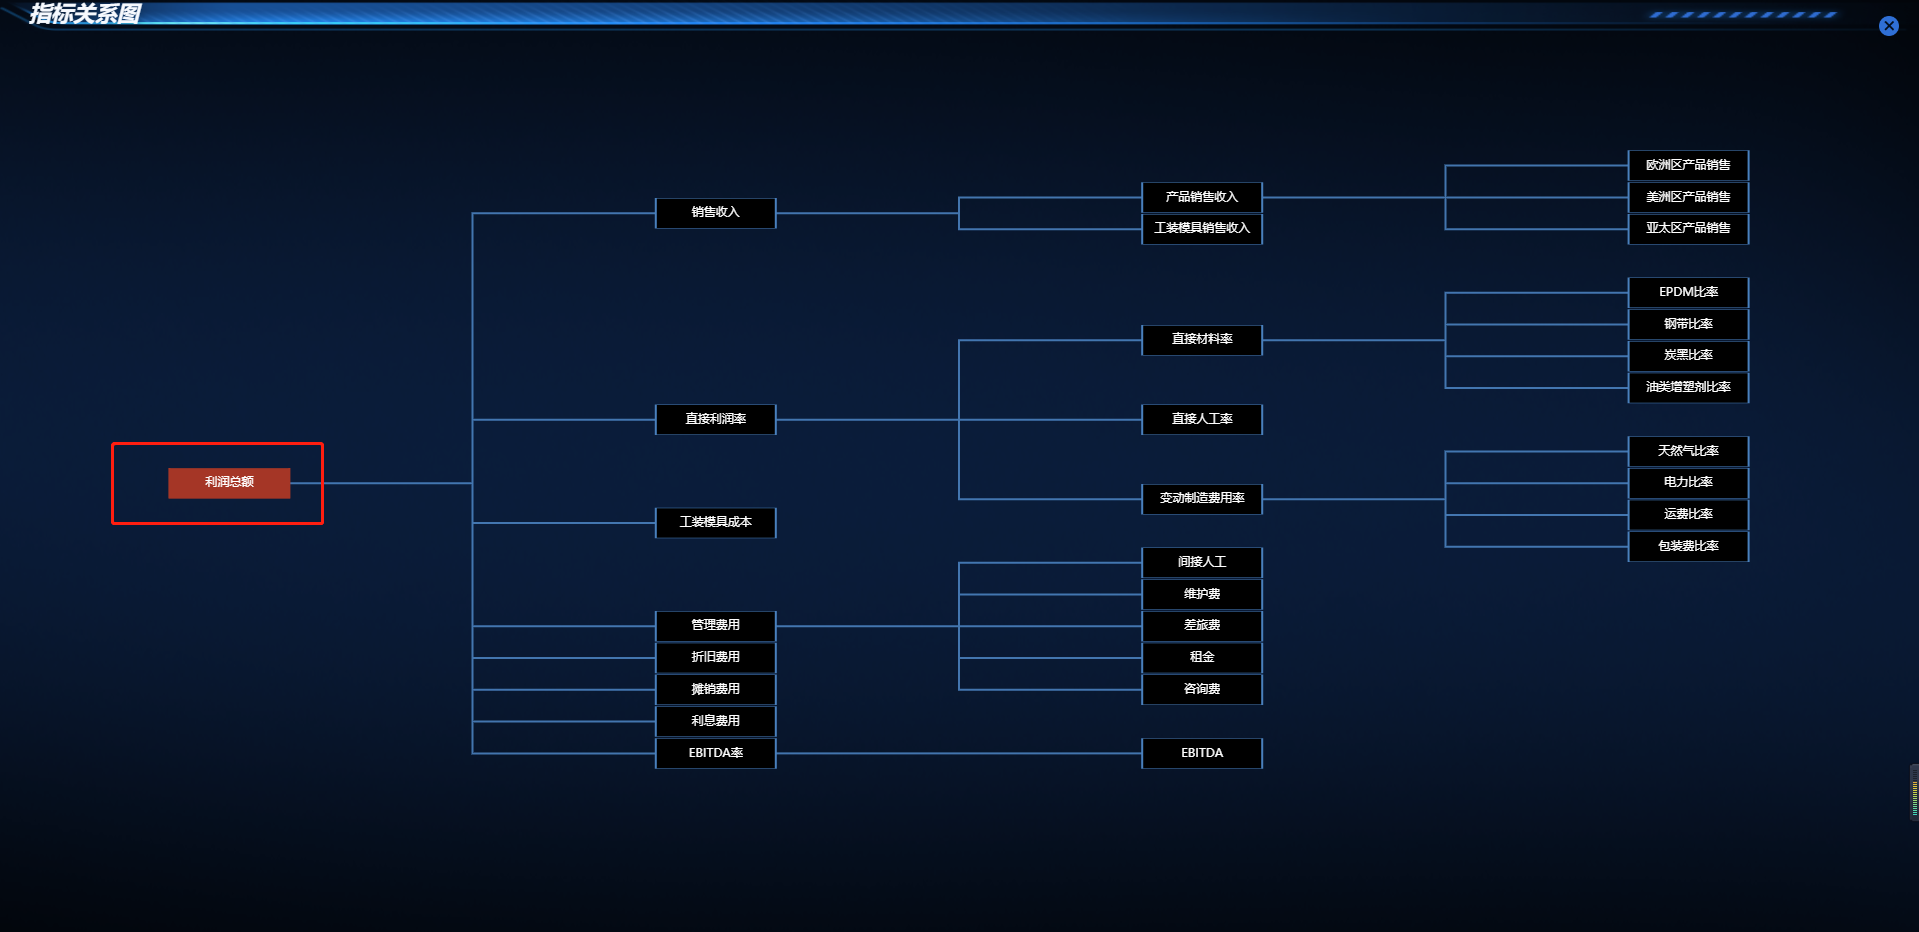 指标关系图
利润总额
销售收入
直接利润率
工装模具成本
管理费用
折旧费用
摊销费用
利息费用
EBITDA率
产品销售收入
工装模具销售收入
直接材料率
直接人工率
变动制造费用率
间接人工
维护费
差旅费
租金
咨询费
EBITDA
欧洲区产品销售
美洲区产品销售
亚太区产品销售
EPDM比率
钢带比率
炭黑比率
油类增塑剂比率
天然气比率
电力比率
运费比率
包装费比率